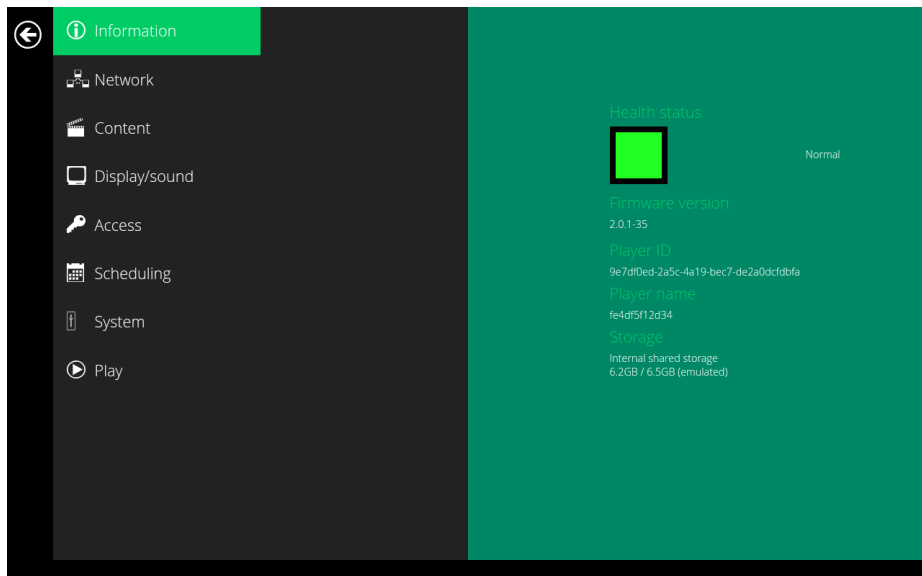 Information
Network
Content
Display/sound
Access
Scheduling
System
Play
Health status
Normal
Firmware version
2.0.1-35
Player ID
9e7df0ed-2a5c-4a19-bec7-de2a0dcfdbfa
Player name
fe4df5f12d34
Storage
Internal shared storage
6.2GB / 6.5GB (emulated)